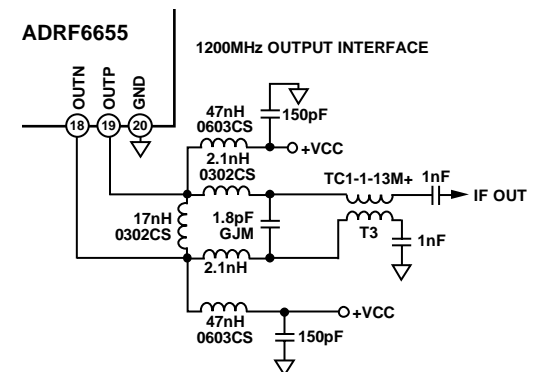 ADRF6655
1200MHz OUTPUT INTERFACE
OUTN
OUTP
GND
18
19
20
47nH
0603CS
150pF
+VCC
2.1nH
0302CS
TC1-1-13M+
1nF
IF OUT
17nH
0302CS
1.8pF
GJM
T3
1nF
2.1nH
47nH
0603CS
+VCC
150pF